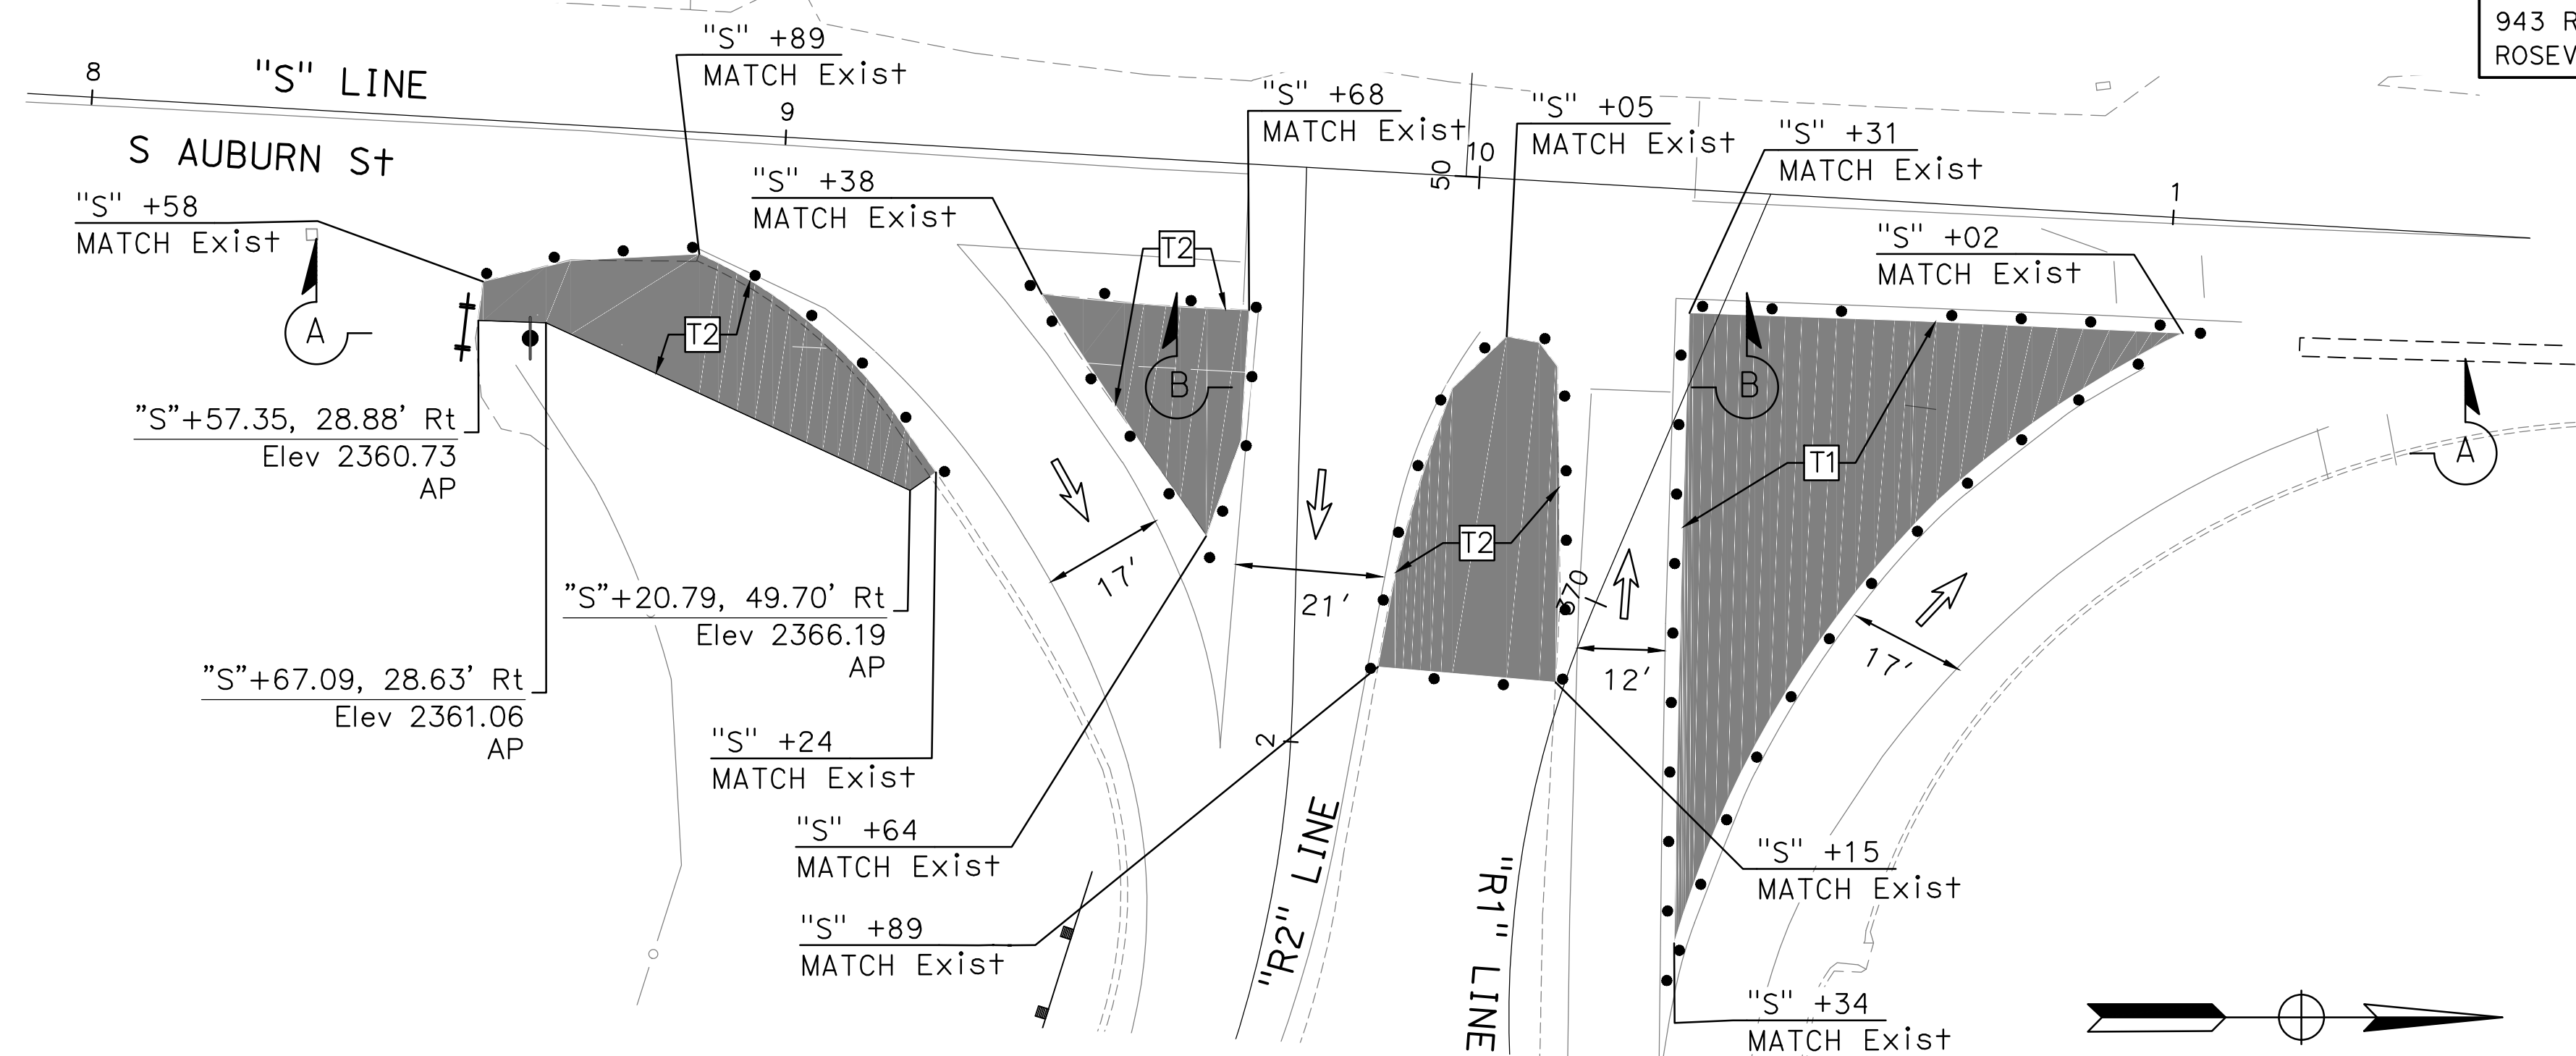 943 R
ROSEV
"S" +89
MATCH Exist
8
"S" LINE
9
"S" +68
MATCH Exist
"S" +05
MATCH Exist
50
10
"S" +31
MATCH Exist
1
S AUBURN St
"S" +58
MATCH Exist
"S" +38
MATCH Exist
"S" +02
MATCH Exist
T2
T2
A
B
B
T1
A
"S"+57.35, 28.88' Rt
Elev 2360.73
AP
T2
17'
21'
370
12'
17'
"S"+20.79, 49.70' Rt
Elev 2366.19
AP
"S"+67.09, 28.63' Rt
Elev 2361.06
AP
"S" +24
MATCH Exist
2
"S" +64
MATCH Exist
"S" +15
MATCH Exist
"S" +89
MATCH Exist
"R2" LINE
"R1" LINE
"S" +34
MATCH Exist